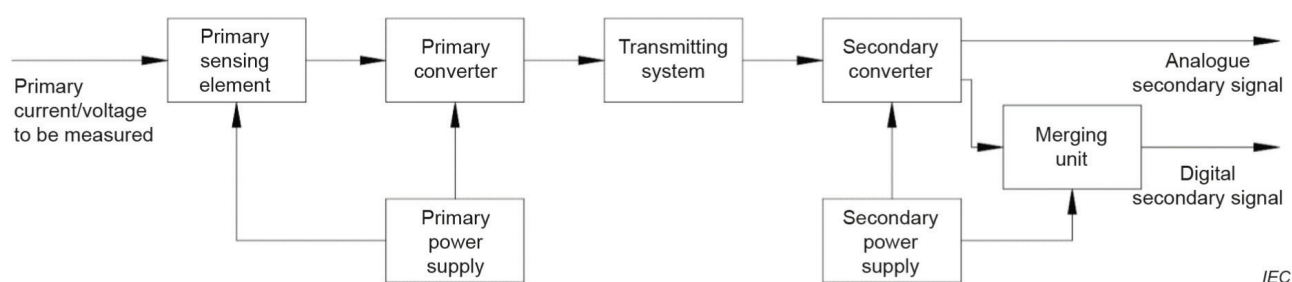 Primary
sensing
element
Primary
converter
Transmitting
system
Secondary
converter
Primary
current/voltage
to be measured
Analogue
secondary signal
Merging
unit
Digital
secondary signal
Primary
power
supply
Secondary
power
supply
IEC